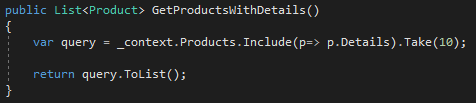 public List<Product> GetProductsWithDetails()
{
var query = _context.Products.Include(p=> p.Details).Take(10);
return query.ToList();
}